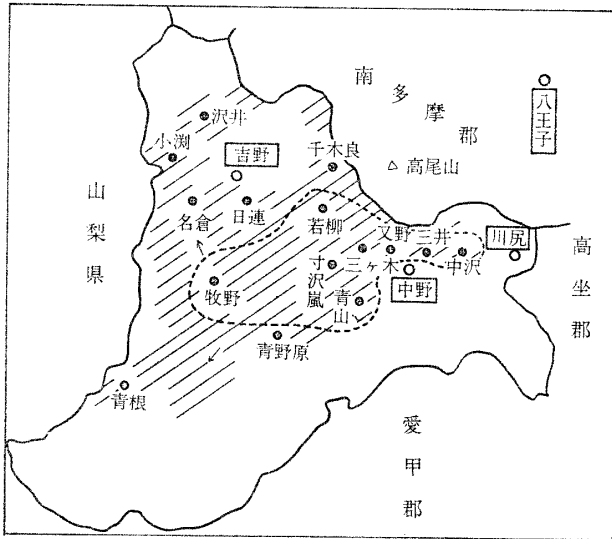 南多摩郡
八王子
沢井
小渕
吉野
千木良
高尾山
山梨県
名倉
日連
若柳
又野
三井
川尻
高坐郡
寸沢嵐
三ヶ木
中沢
牧野
青山
中野
青野原
青根
愛甲郡